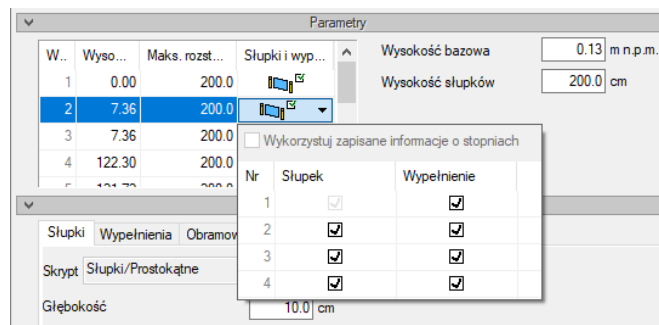 Parametry
W.. Wyso... Maks. rozst... Słupki i wyp...
1 0.00 200.0
2 7.36 200.0
3 7.36 200.0
4 122.30 200.0
Wysokość bazowa 0.13 m n.p.m.
Wysokość słupków 200.0 cm
Wykorzystuj zapisane informacje o stopniach
Nr Słupek Wypełnienie
1
2
3
4
Słupki Wypełnienia Obramow
Skrypt Słupki/Prostokątne
Głębokość 10.0 cm